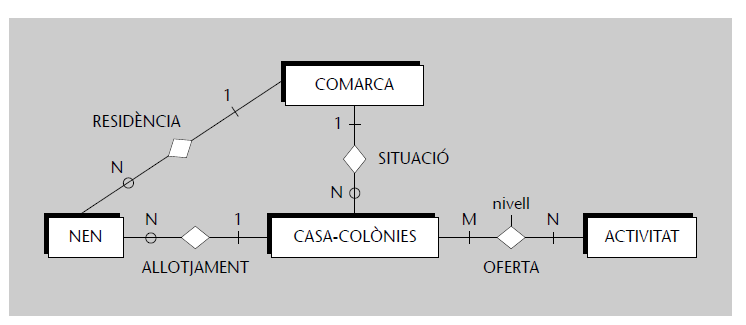 COMARCA
1
RESIDÈNCIA
1
SITUACIÓ
N
N
nivell
NEN
N
1
CASA-COLÒNIES
M
N
ACTIVITAT
ALLOTJAMENT
OFERTA